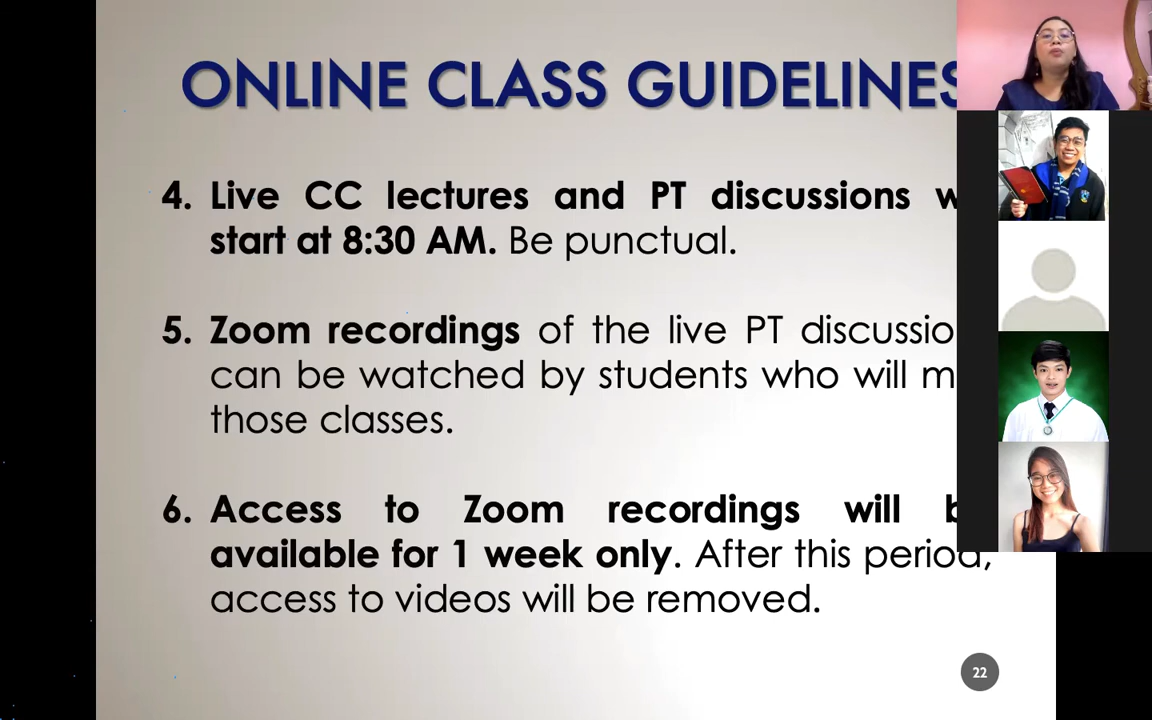 ONLINE CLASS GUIDELINES
4. Live CC lectures and PT discussions
start at 8:30 AM. Be punctual.
5. Zoom recordings of the live PT
can be watched by students who will
those classes.
6. Access to Zoom recordings will
available for 1 week only. After this period,
access to videos will be removed.
22